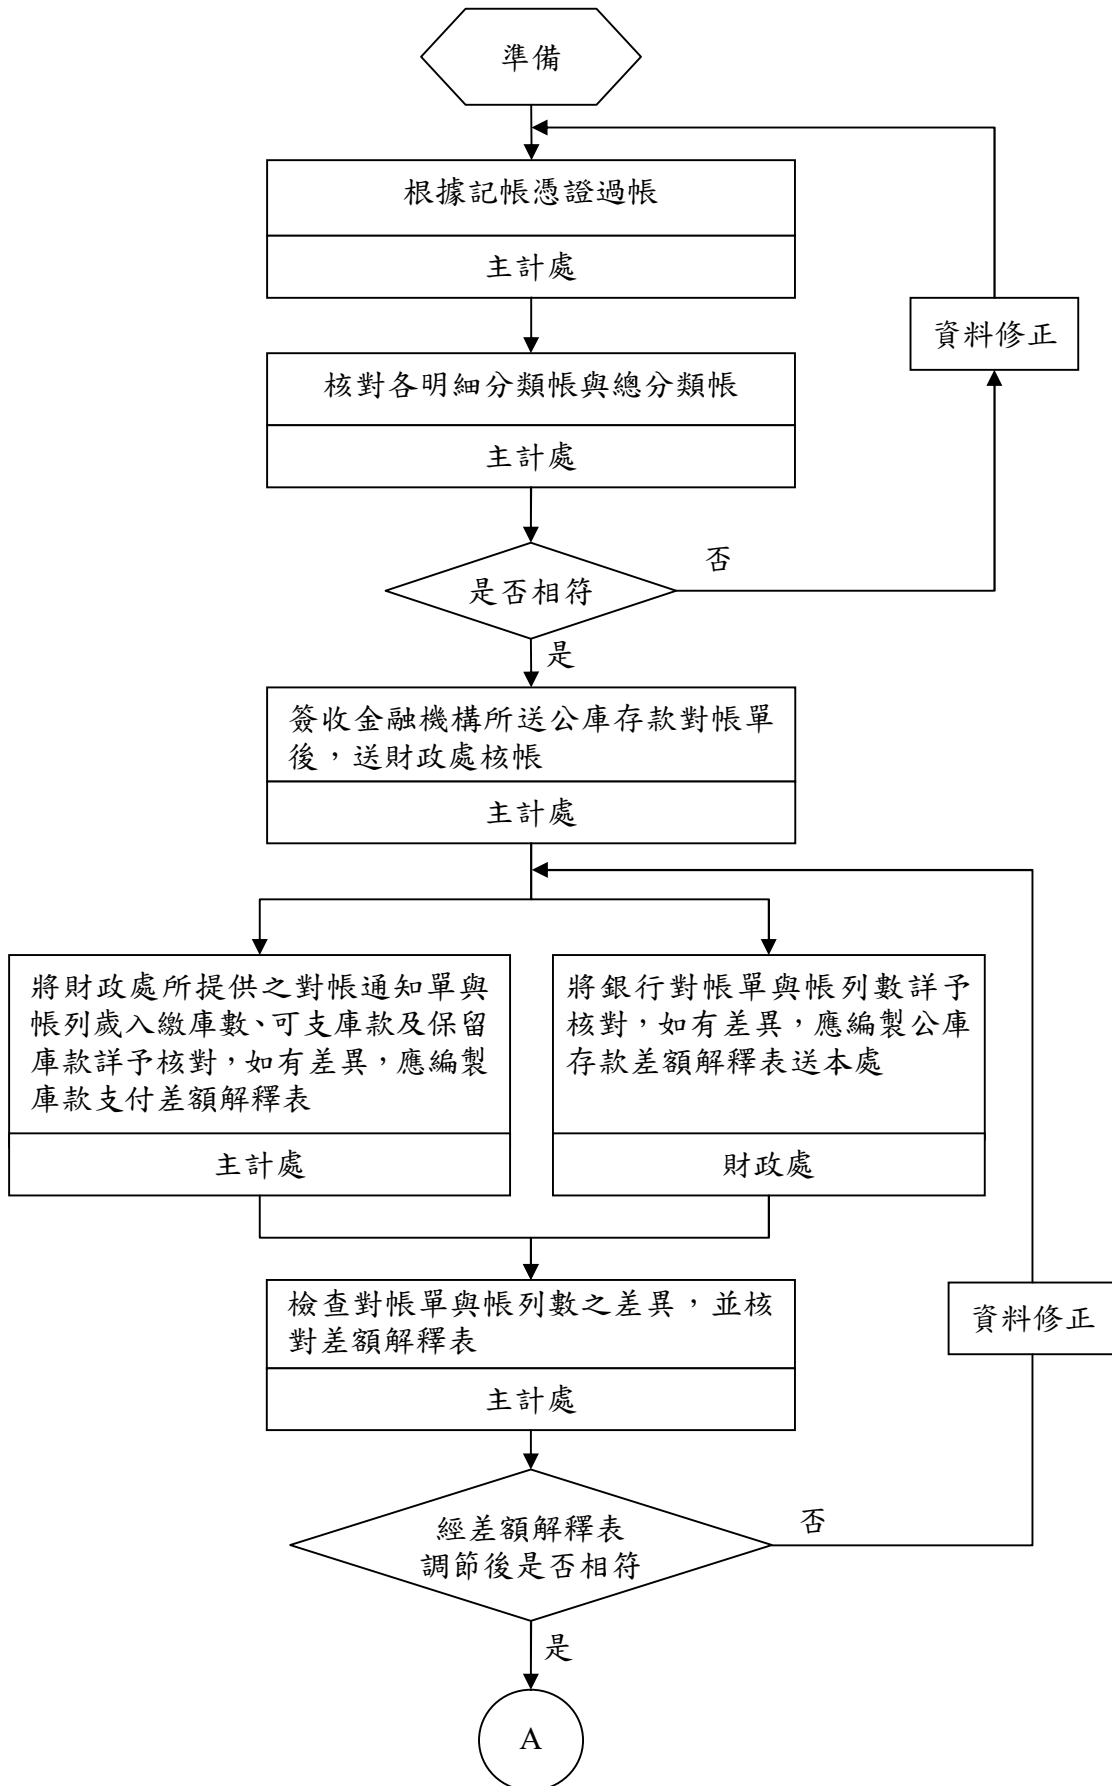 準備
根據記帳憑證過帳
主計處
資料修正
核對各明細分類帳與總分類帳
主計處
否
是否相符
是
簽收金融機構所送公庫存款對帳單
後，送財政處核帳
主計處
將財政處所提供之對帳通知單與
帳列歲入繳庫數、可支庫款及保留
庫款詳予核對，如有差異，應編製
庫款支付差額解釋表
主計處
將銀行對帳單與帳列數詳予
核對，如有差異，應編製公庫
存款差額解釋表送本處
財政處
檢查對帳單與帳列數之差異，並核
對差額解釋表
主計處
資料修正
否
經差額解釋表
調節後是否相符
是
A